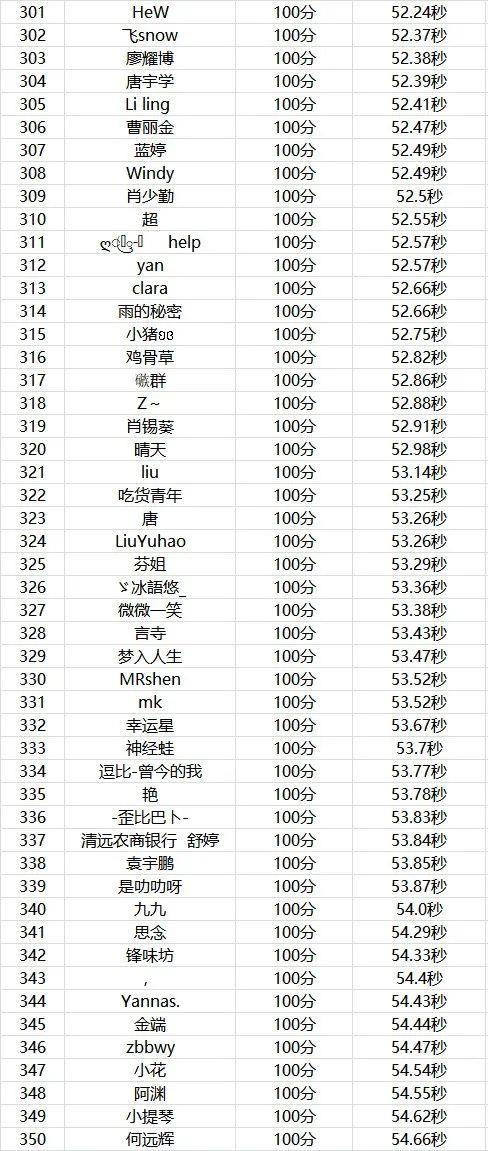 301 HeW 100分 52.24秒
302 飞snow 100分 52.37秒
303 廖耀博 100分 52.38秒
304 唐宇学 100分 52.39秒
305 Li ling 100分 52.41秒
306 曹丽金 100分 52.47秒
307 蓝婷 100分 52.49秒
308 Windy 100分 52.49秒
309 肖少勤 100分 52.5秒
310 超 100分 52.55秒
311 help 100分 52.57秒
312 yan 100分 52.57秒
313 clara 100分 52.66秒
314 雨的秘密 100分 52.66秒
315 小猪 100分 52.75秒
316 鸡骨草 100分 52.82秒
317 群 100分 52.86秒
318 Z～ 100分 52.88秒
319 肖锡葵 100分 52.91秒
320 晴天 100分 52.98秒
321 liu 100分 53.14秒
322 吃货青年 100分 53.25秒
323 唐 100分 53.26秒
324 LiuYuhao 100分 53.26秒
325 芬姐 100分 53.29秒
326 ゞ冰語悠_ 100分 53.36秒
327 微微一笑 100分 53.38秒
328 言寺 100分 53.43秒
329 梦入人生 100分 53.47秒
330 MRshen 100分 53.52秒
331 mk 100分 53.52秒
332 幸运星 100分 53.67秒
333 神经蛙 100分 53.7秒
334 逗比-曾今的我 100分 53.77秒
335 艳 100分 53.78秒
336 -歪比巴卜- 100分 53.83秒
337 清远农商银行 舒婷 100分 53.84秒
338 袁宇鹏 100分 53.85秒
339 是叻叻呀 100分 53.87秒
340 九九 100分 54.0秒
341 思念 100分 54.29秒
342 锋味坊 100分 54.33秒
343 , 100分 54.4秒
344 Yannas. 100分 54.43秒
345 金端 100分 54.44秒
346 zbbwy 100分 54.47秒
347 小花 100分 54.54秒
348 阿渊 100分 54.55秒
349 小提琴 100分 54.62秒
350 何远辉 100分 54.66秒